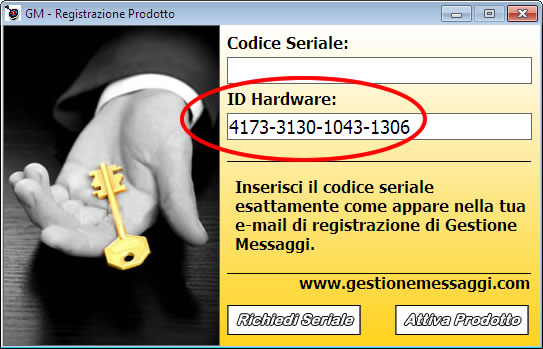 GM - Registrazione Prodotto
Codice Seriale:
ID Hardware:
4173-3130-1043-1306
Inserisci il codice seriale
esattamente come appare nella tua
e-mail di registrazione di Gestione
Messaggi.
www.gestionemessaggi.com
Richiedi Seriale
Attiva Prodotto